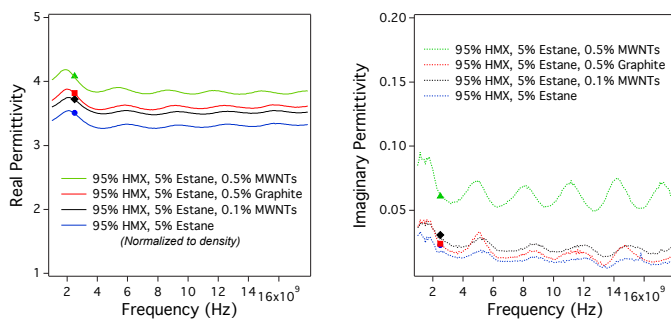 5
4
3
2
1
Real Permittivity
95% HMX, 5% Estane, 0.5% MWNTs
95% HMX, 5% Estane, 0.5% Graphite
95% HMX, 5% Estane, 0.1% MWNTs
95% HMX, 5% Estane
(Normalized to density)
2 4 6 8 10 12 14 16x10⁹
Frequency (Hz)
0.20
0.15
0.10
0.05
Imaginary Permittivity
95% HMX, 5% Estane, 0.5% MWNTs
95% HMX, 5% Estane, 0.5% Graphite
95% HMX, 5% Estane, 0.1% MWNTs
95% HMX, 5% Estane
2 4 6 8 10 12 14 16x10⁹
Frequency (Hz)